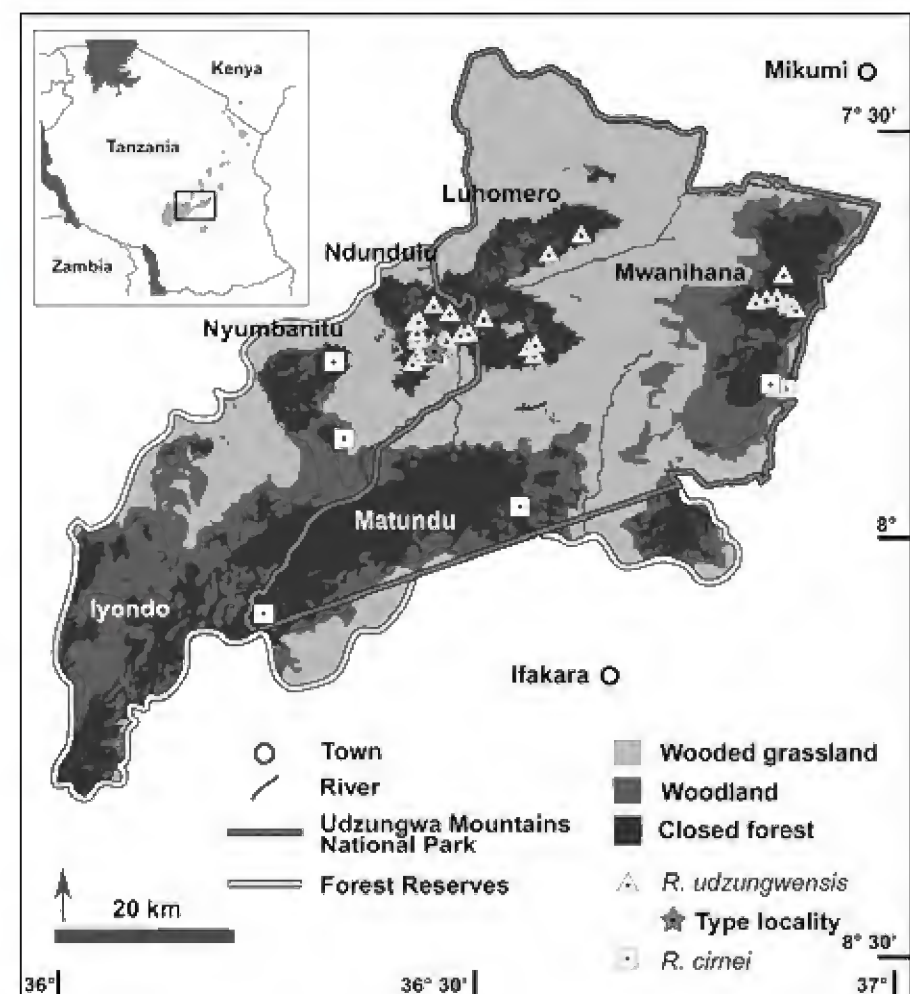 Kenya
Tanzania
Zambia
Mikumi
7° 30'
Luhomero
Ndundulu
Mwanihana
Nyumbanitu
Matundu
8°
Iyondo
Ifakara
Town
River
Udzungwa Mountains
National Park
Forest Reserves
20 km
Wooded grassland
Woodland
Closed forest
R. udzungwensis
Type locality
R. cirnei
8° 30'
36°
36° 30'
37°